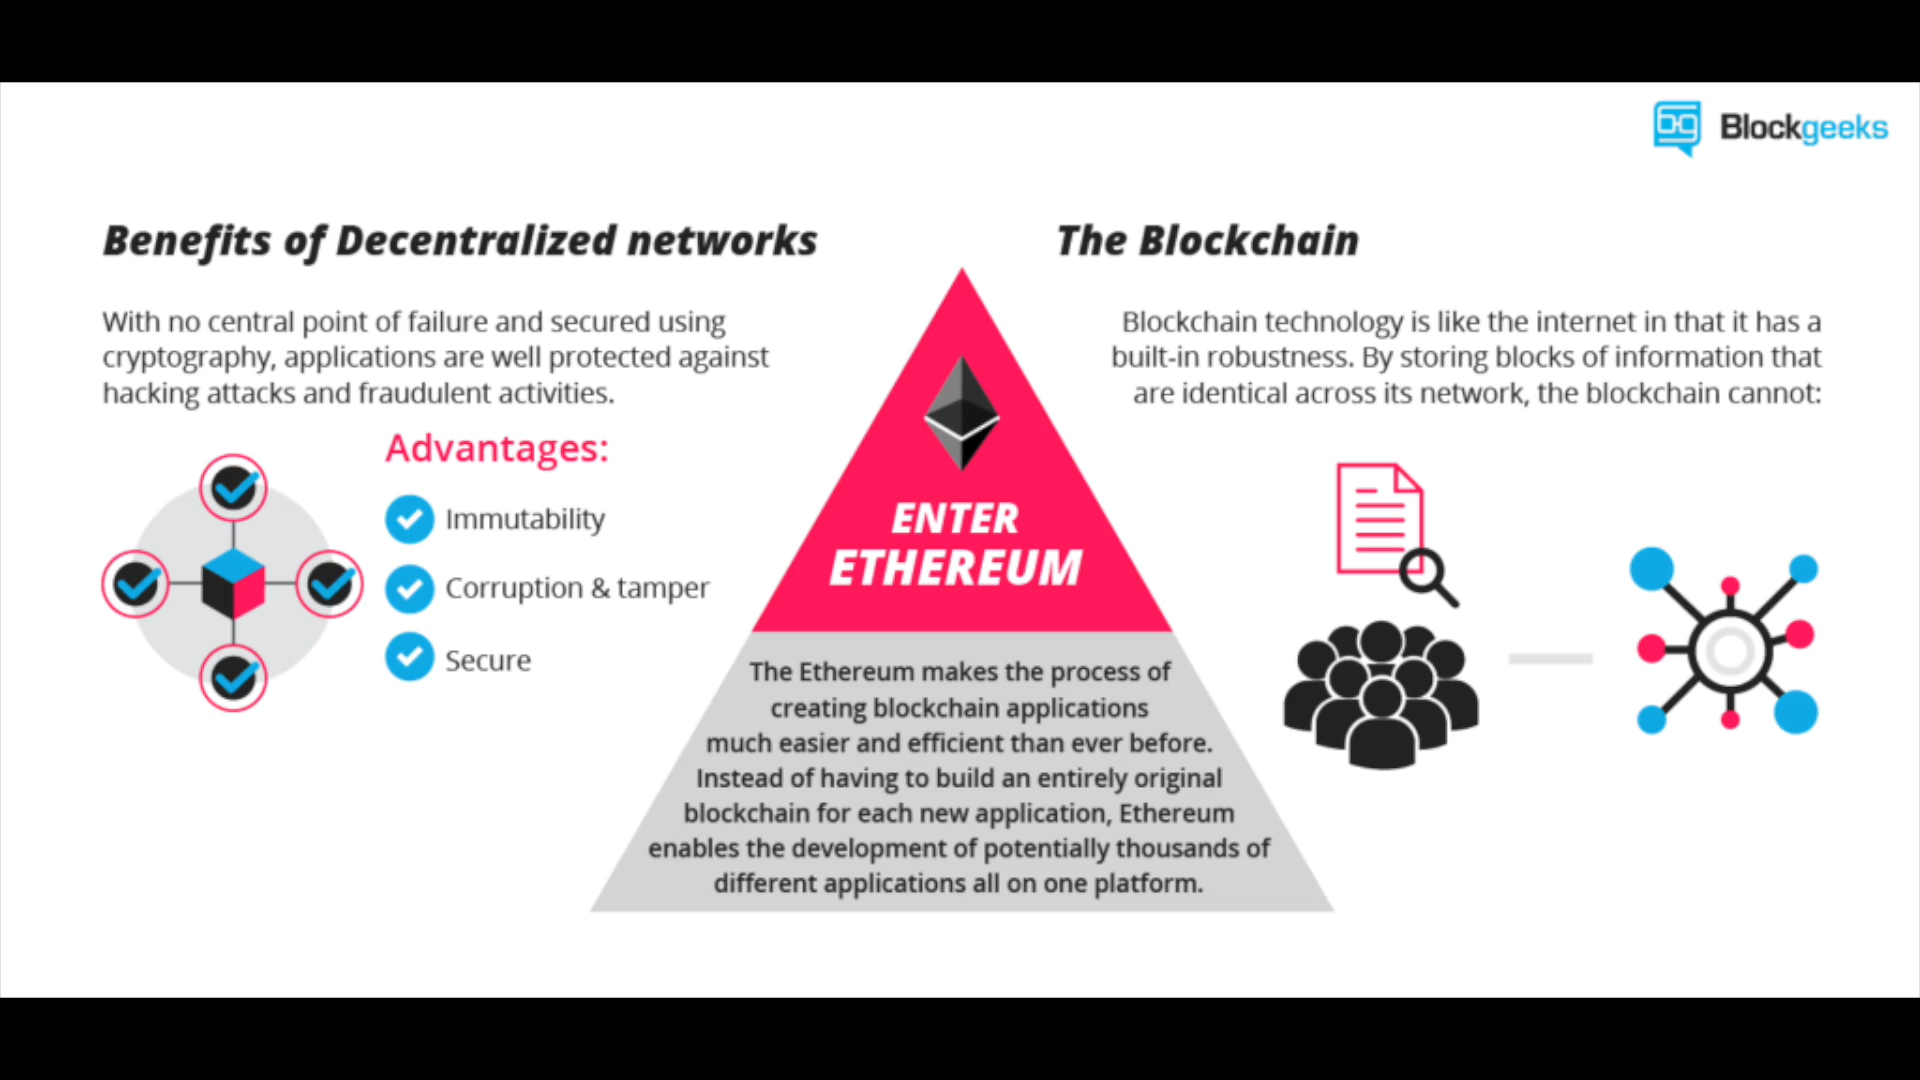 Blockgeeks
Benefits of Decentralized networks
With no central point of failure and secured using
cryptography, applications are well protected against
hacking attacks and fraudulent activities.
Advantages:
Immutability
Corruption & tamper
Secure
ENTER
ETHEREUM
The Ethereum makes the process of
creating blockchain applications
much easier and efficient than ever before.
Instead of having to build an entirely original
blockchain for each new application, Ethereum
enables the development of potentially thousands of
different applications all on one platform.
The Blockchain
Blockchain technology is like the internet in that it has a
built-in robustness. By storing blocks of information that
are identical across its network, the blockchain cannot: